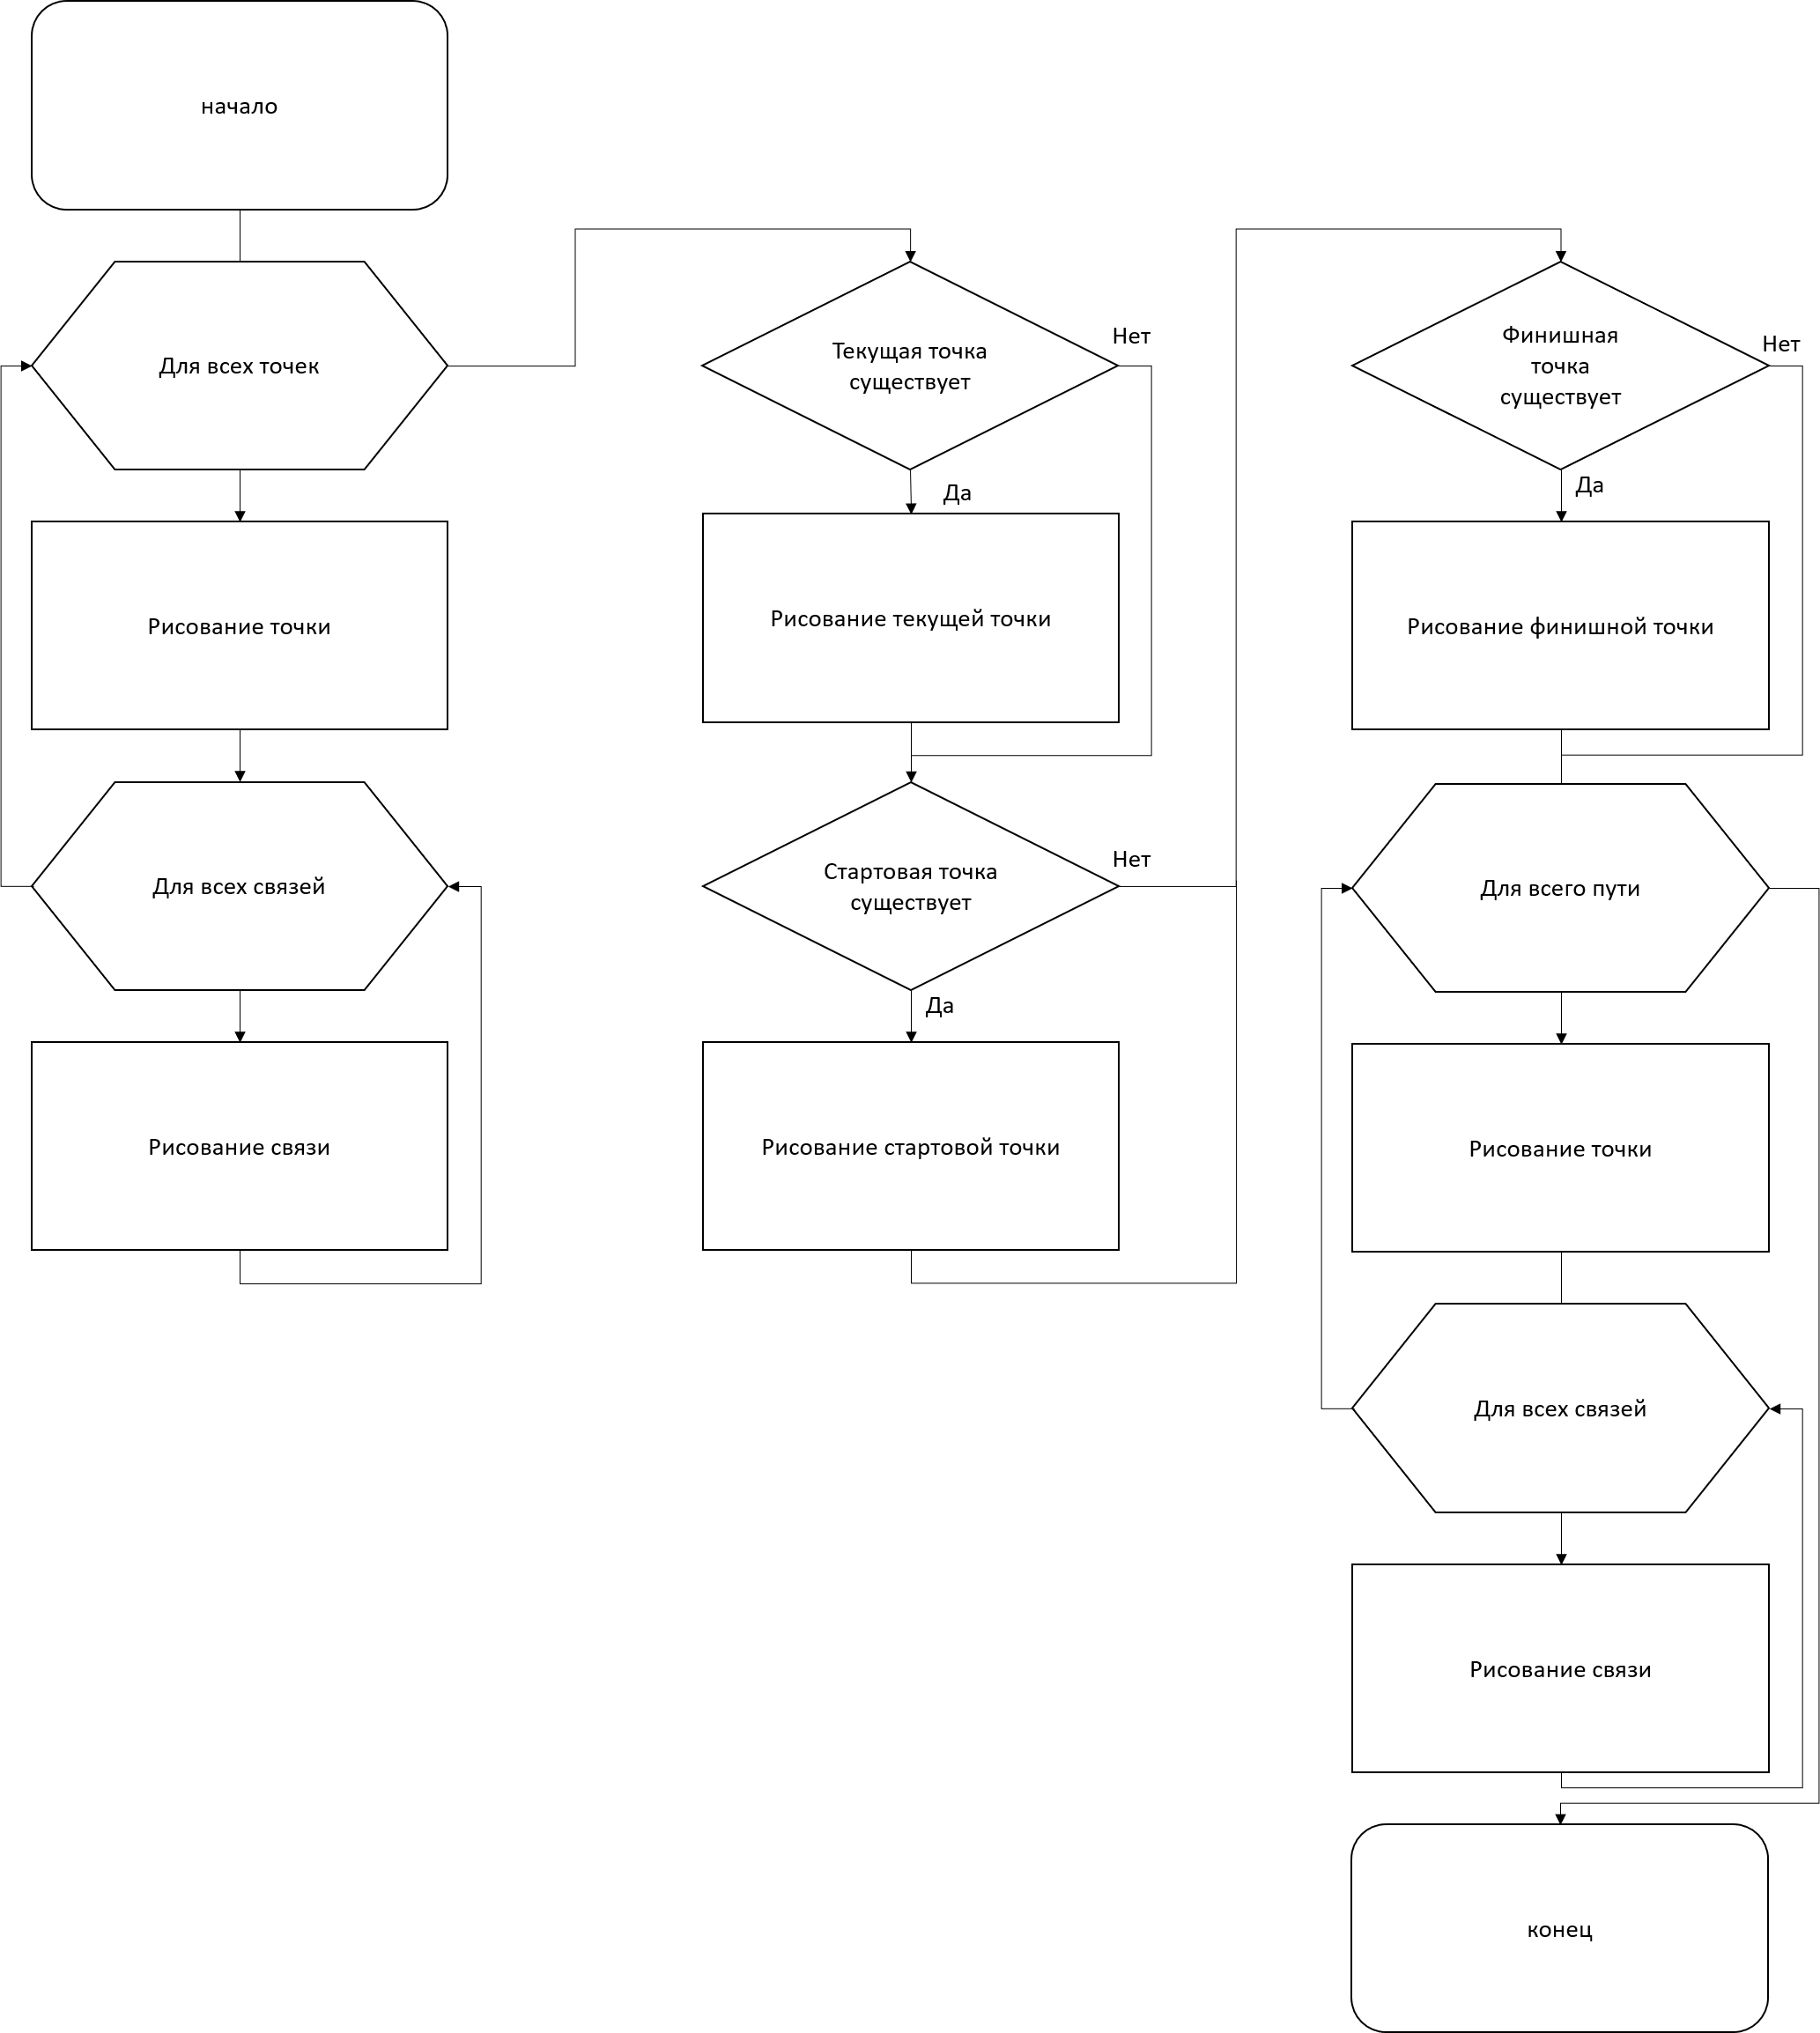 начало
Для всех точек
Рисование точки
Для всех связей
Рисование связи
Текущая точка
существует
Нет
Да
Рисование текущей точки
Стартовая точка
существует
Нет
Да
Рисование стартовой точки
Финишная
точка
существует
Нет
Да
Рисование финишной точки
Для всего пути
Рисование точки
Для всех связей
Рисование связи
конец